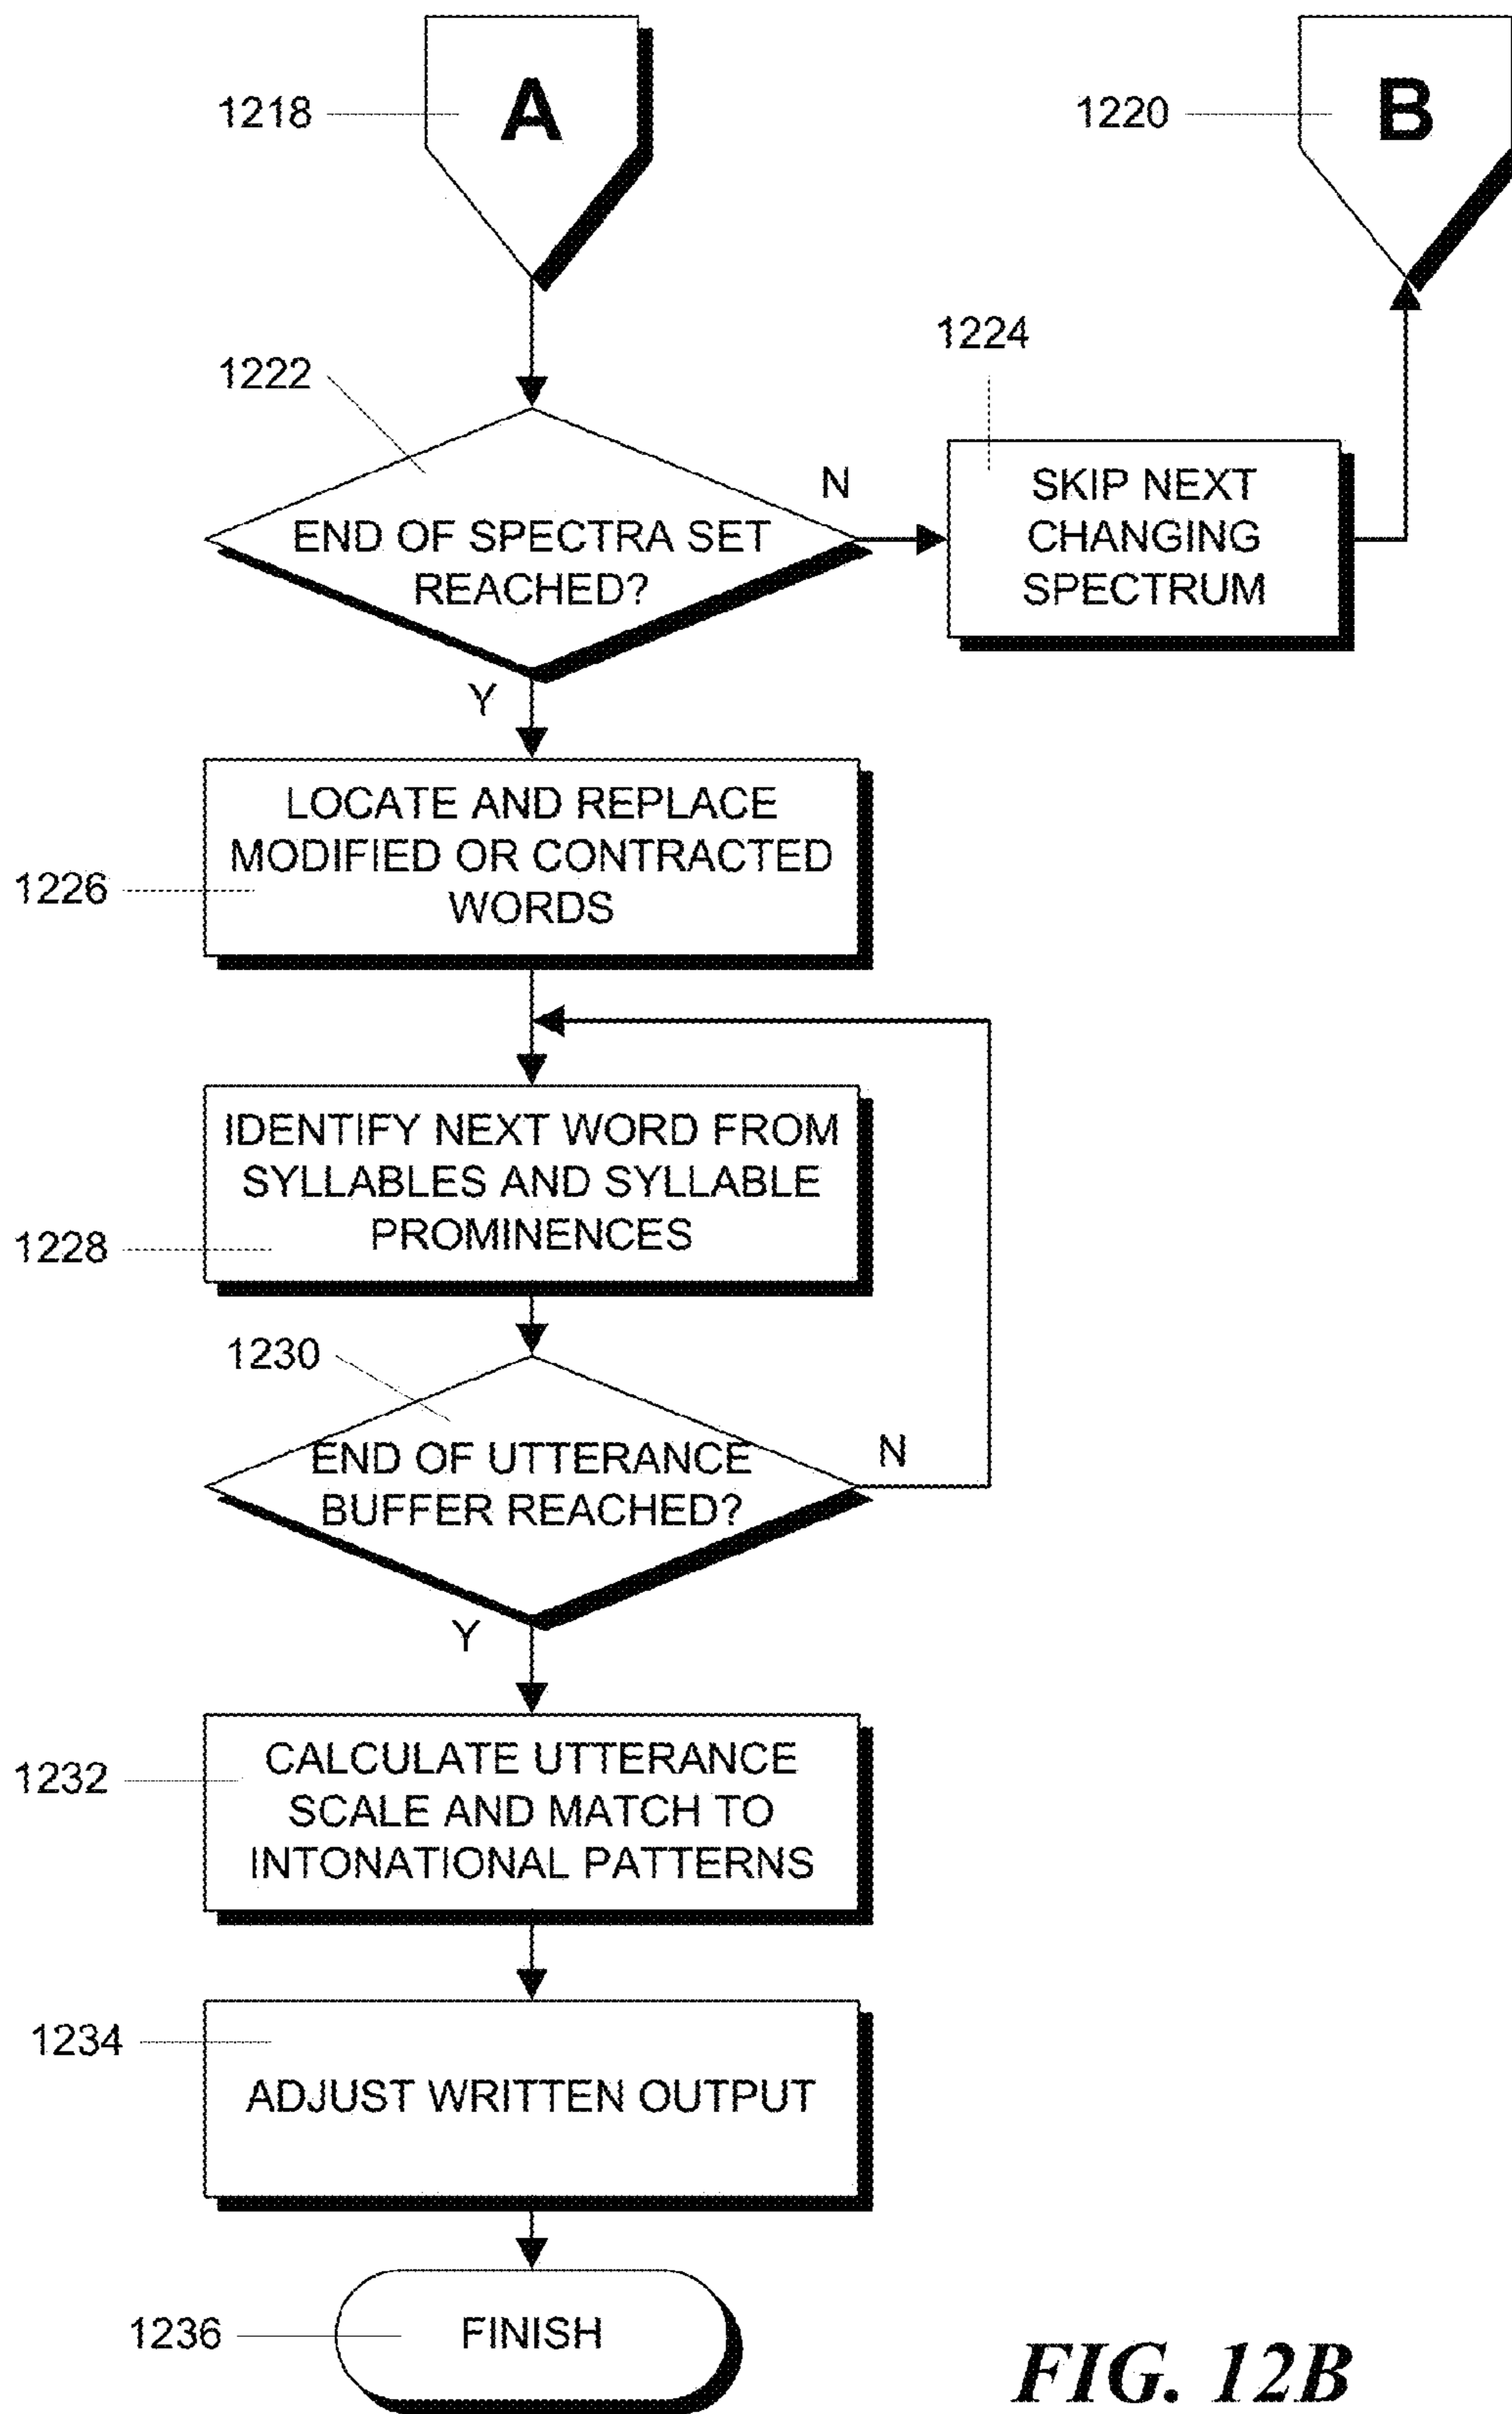 1218
A
1220
B
1222
1224
END OF SPECTRA SET
REACHED?
N
SKIP NEXT
CHANGING
SPECTRUM
Y
1226
LOCATE AND REPLACE
MODIFIED OR CONTRACTED
WORDS
1228
IDENTIFY NEXT WORD FROM
SYLLABLES AND SYLLABLE
PROMINENCES
1230
END OF UTTERANCE
BUFFER REACHED?
N
Y
1232
CALCULATE UTTERANCE
SCALE AND MATCH TO
INTONATIONAL PATTERNS
1234
ADJUST WRITTEN OUTPUT
1236
FINISH
FIG. 12B